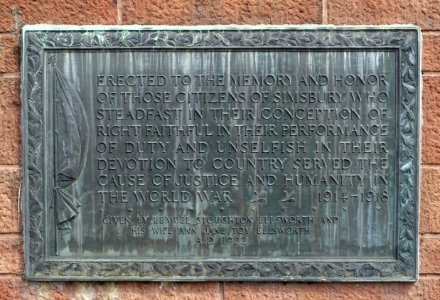 ERECTED TO THE MEMORY AND HONOR
OF THOSE CITIZENS OF SIMSBURY WHO
STEADFAST IN THEIR CONCEPTION OF
RIGHT FAITHFUL IN THEIR PERFORMANCE
OF DUTY AND UNSELFISH IN THEIR
DEVOTION TO COUNTRY SERVED THE
CAUSE OF JUSTICE AND HUMANITY IN
THE WORLD WAR 1914-1918
GIVEN BY LEMUEL STOUGHTON ELLSWORTH AND
HIS WIFE ANN JANE TOY ELLSWORTH
A.D. 1922